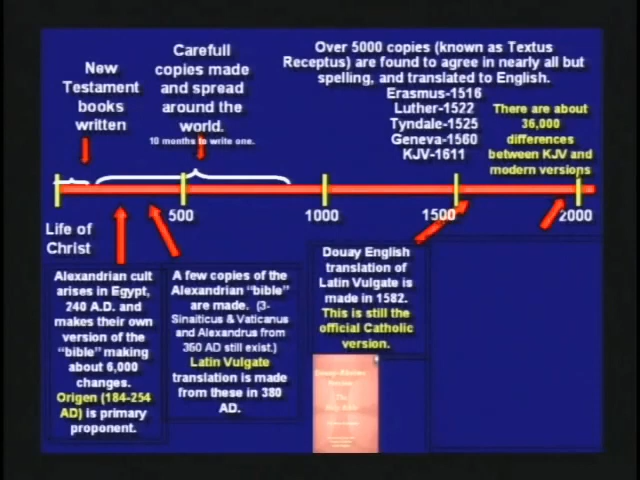 New
Testament
books
written
Carefull
copies made
and spread
around the
world.
10 months to write one.
Over 5000 copies (known as Textus
Receptus) are found to agree in nearly all but
spelling, and translated to English.
Erasmus-1516
Luther-1522
Tyndale-1525
Geneva-1560
KJV-1611
There are about
36,000
differences
between KJV and
modern versions
500
1000
1500
2000
Life of
Christ
Alexandrian cult
arises in Egypt,
240 A.D. and
makes their own
version of the
"bible" making
about 6,000
changes.
Origen (184-254
AD) is primary
proponent.
A few copies of the
Alexandrian "bible"
are made. (3-
Sinaiticus & Vaticanus
and Alexandrus from
350 AD still exist.)
Latin Vulgate
translation is made
from these in 380
AD.
Douay English
translation of
Latin Vulgate is
made in 1582.
This is still the
official Catholic
version.
Douay-Rheims
The
Holy Bible